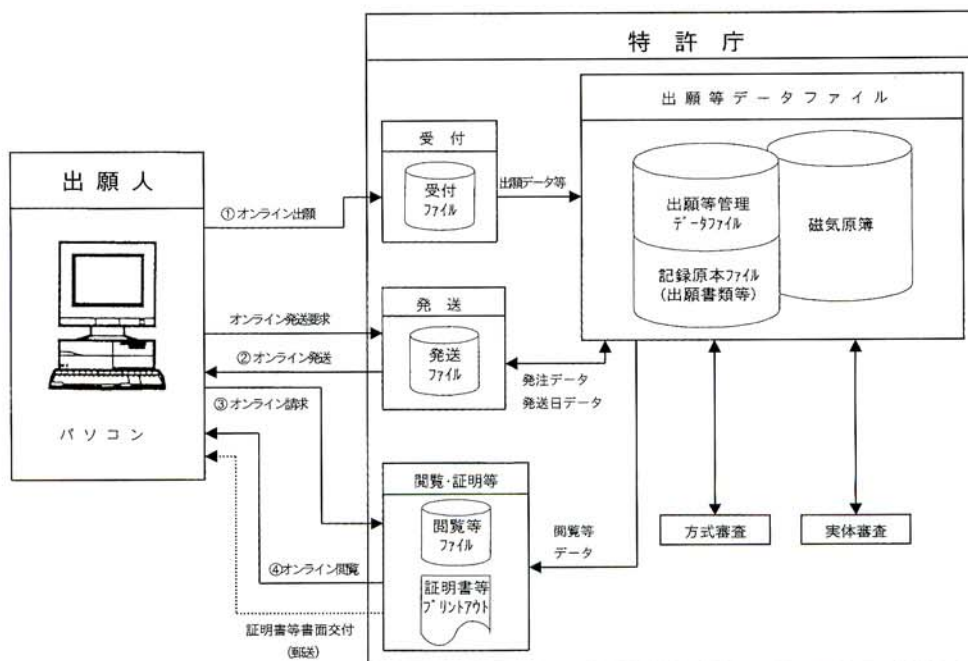 特許庁
出願等データファイル
受付
受付
ファイル
出願データ等
出願等管理
データファイル
記録原本ファイル
(出願書類等)
磁気原簿
出願人
パソコン
①オンライン出願
オンライン発送要求
②オンライン発送
③オンライン請求
発送
発送
ファイル
発注データ
発送日データ
閲覧・証明等
閲覧等
ファイル
証明書等
プリントアウト
閲覧等
データ
方式審査
実体審査
④オンライン閲覧
証明書等書面交付
(郵送)